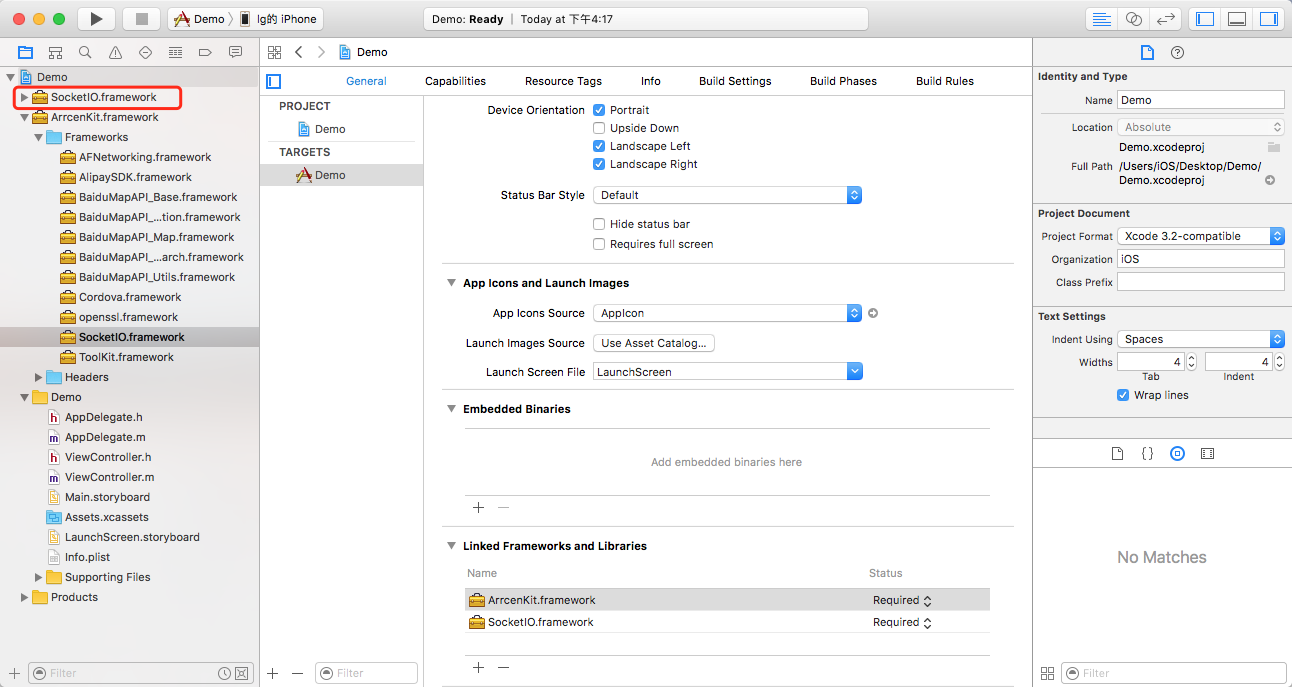 Demo
lg的 iPhone
Demo: Ready
Today at 下午4:17
Demo
Demo
SocketIO.framework
ArrcenKit.framework
Frameworks
AFNetworking.framework
AlipaySDK.framework
BaiduMapAPI_Base.framework
BaiduMapAPI_...tion.framework
BaiduMapAPI_Map.framework
BaiduMapAPI_...arch.framework
BaiduMapAPI_Utils.framework
Cordova.framework
openssl.framework
SocketIO.framework
ToolKit.framework
Headers
Demo
AppDelegate.h
AppDelegate.m
ViewController.h
ViewController.m
Main.storyboard
Assets.xcassets
LaunchScreen.storyboard
Info.plist
Supporting Files
Products
Filter
General
Capabilities
Resource Tags
Info
Build Settings
Build Phases
Build Rules
PROJECT
Demo
TARGETS
Demo
Filter
Device Orientation
Portrait
Upside Down
Landscape Left
Landscape Right
Status Bar Style
Default
Hide status bar
Requires full screen
App Icons and Launch Images
App Icons Source
AppIcon
Launch Images Source
Use Asset Catalog...
Launch Screen File
LaunchScreen
Embedded Binaries
Add embedded binaries here
Linked Frameworks and Libraries
Name
Status
ArrcenKit.framework
Required
SocketIO.framework
Required
Identity and Type
Name
Demo
Location
Absolute
Demo.xcodeproj
Full Path
/Users/iOS/Desktop/Demo/
Demo.xcodeproj
Project Document
Project Format
Xcode 3.2-compatible
Organization
iOS
Class Prefix
Text Settings
Indent Using
Spaces
Widths
4
4
Tab
Indent
Wrap lines
No Matches
Filter